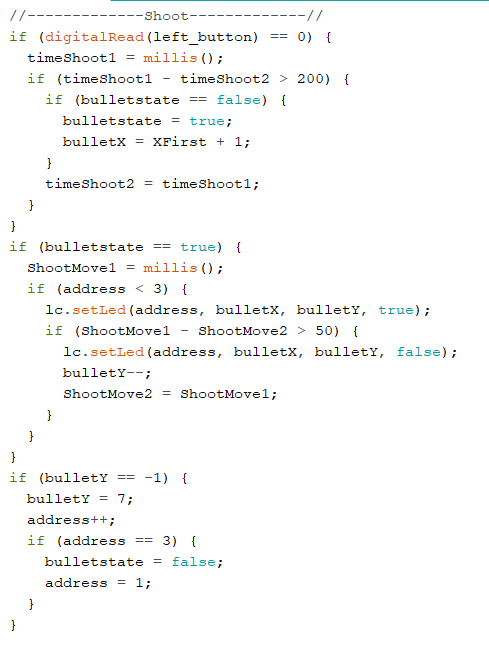 //-------------Shoot-------------//
if (digitalRead(left_button) == 0) {
  timeShoot1 = millis();
  if (timeShoot1 - timeShoot2 > 200) {
    if (bulletstate == false) {
      bulletstate = true;
      bulletX = XFirst + 1;
    }
    timeShoot2 = timeShoot1;
  }
}
if (bulletstate == true) {
  ShootMove1 = millis();
  if (address < 3) {
    lc.setLed(address, bulletX, bulletY, true);
    if (ShootMove1 - ShootMove2 > 50) {
      lc.setLed(address, bulletX, bulletY, false);
      bulletY--;
      ShootMove2 = ShootMove1;
    }
  }
}
if (bulletY == -1) {
  bulletY = 7;
  address++;
  if (address == 3) {
    bulletstate = false;
    address = 1;
  }
}